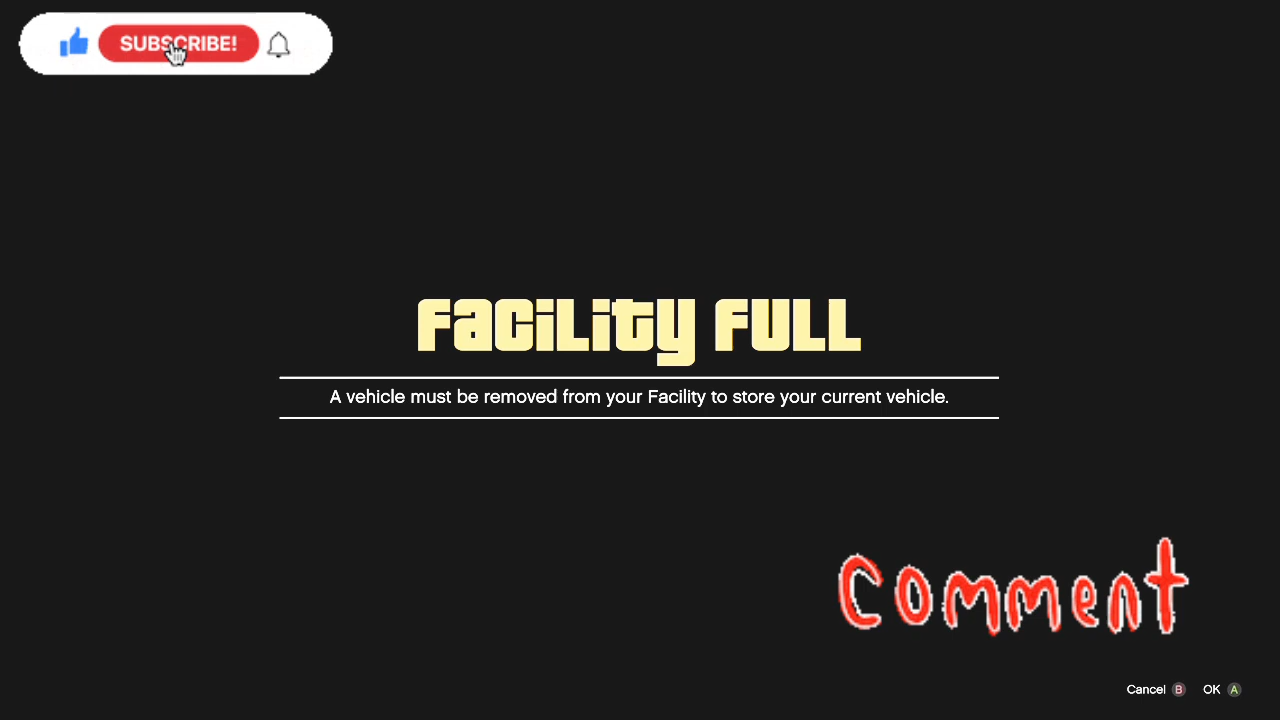 SUBSCRIBE!
FACILITY FULL
A vehicle must be removed from your Facility to store your current vehicle.
Comment
Cancel B OK A